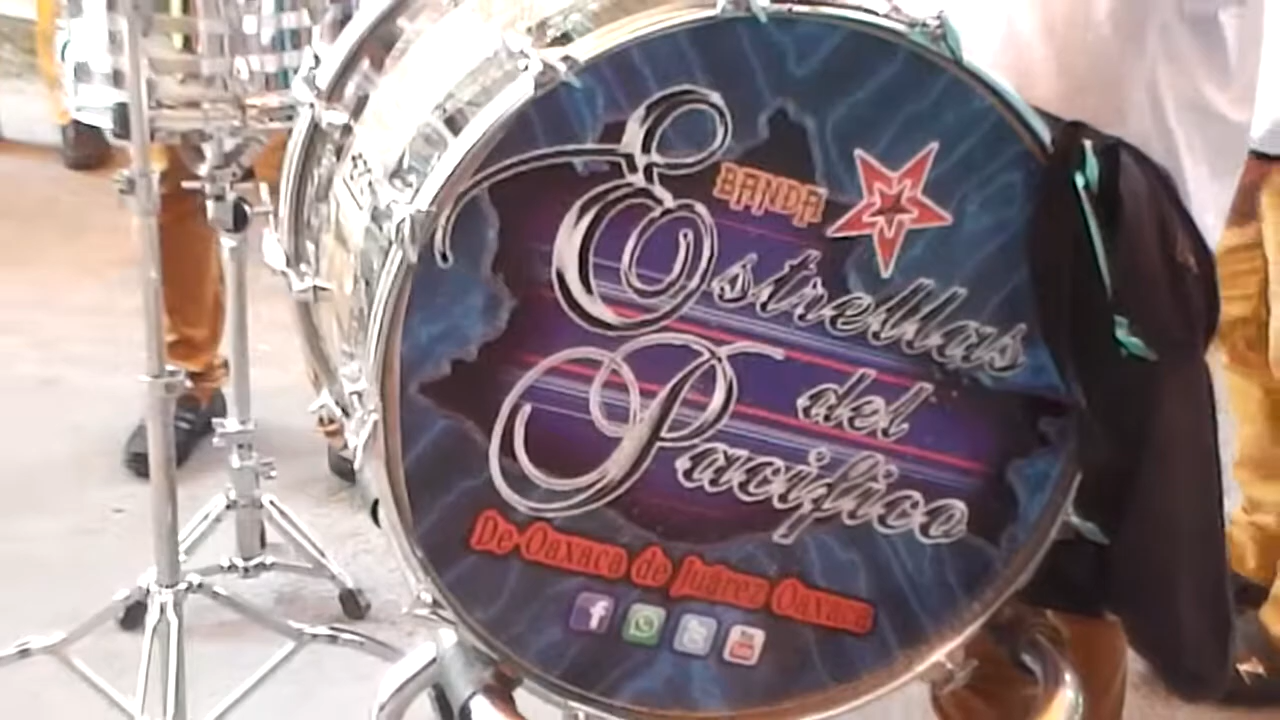 BANDA
Estrellas
del
Pacifico
De Oaxaca de Juárez Oaxaca